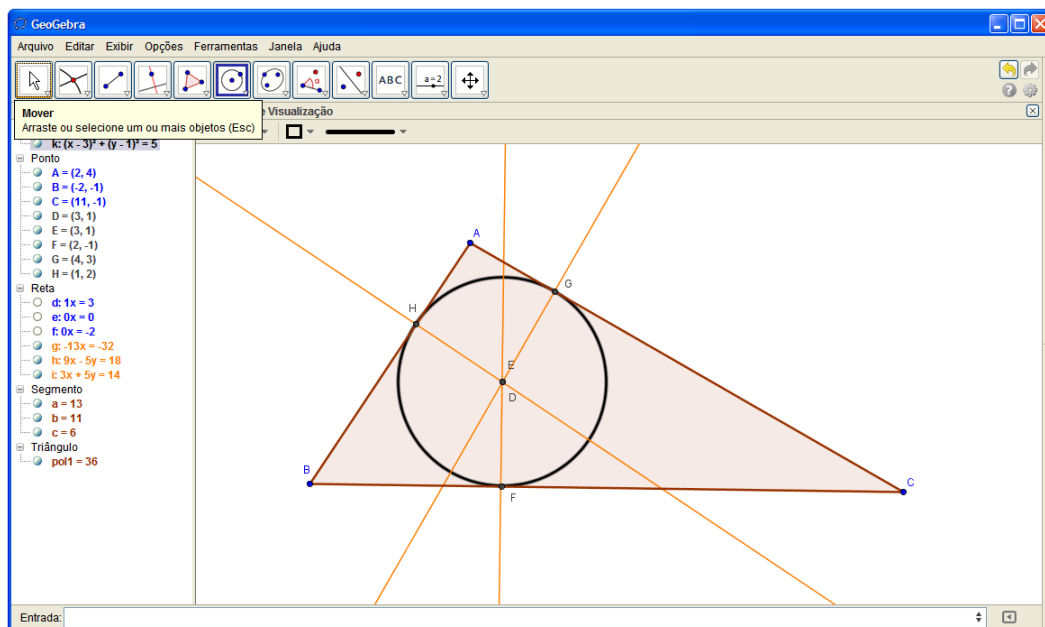 GeoGebra
Arquivo Editar Exibir Opções Ferramentas Janela Ajuda
ABC a=2
Mover
Arraste ou selecione um ou mais objetos (Esc)
e Visualização
k: (x - 3)² + (y - 1)² = 5
Ponto
A = (2, 4)
B = (-2, -1)
C = (11, -1)
D = (3, 1)
E = (3, 1)
F = (2, -1)
G = (4, 3)
H = (1, 2)
Reta
d: 1x = 3
e: 0x = 0
f: 0x = -2
g: -13x = -32
h: 9x - 5y = 18
i: 3x + 5y = 14
Segmento
a = 13
b = 11
c = 6
Triângulo
pol1 = 36
A
G
H
E
D
B
F
C
Entrada: